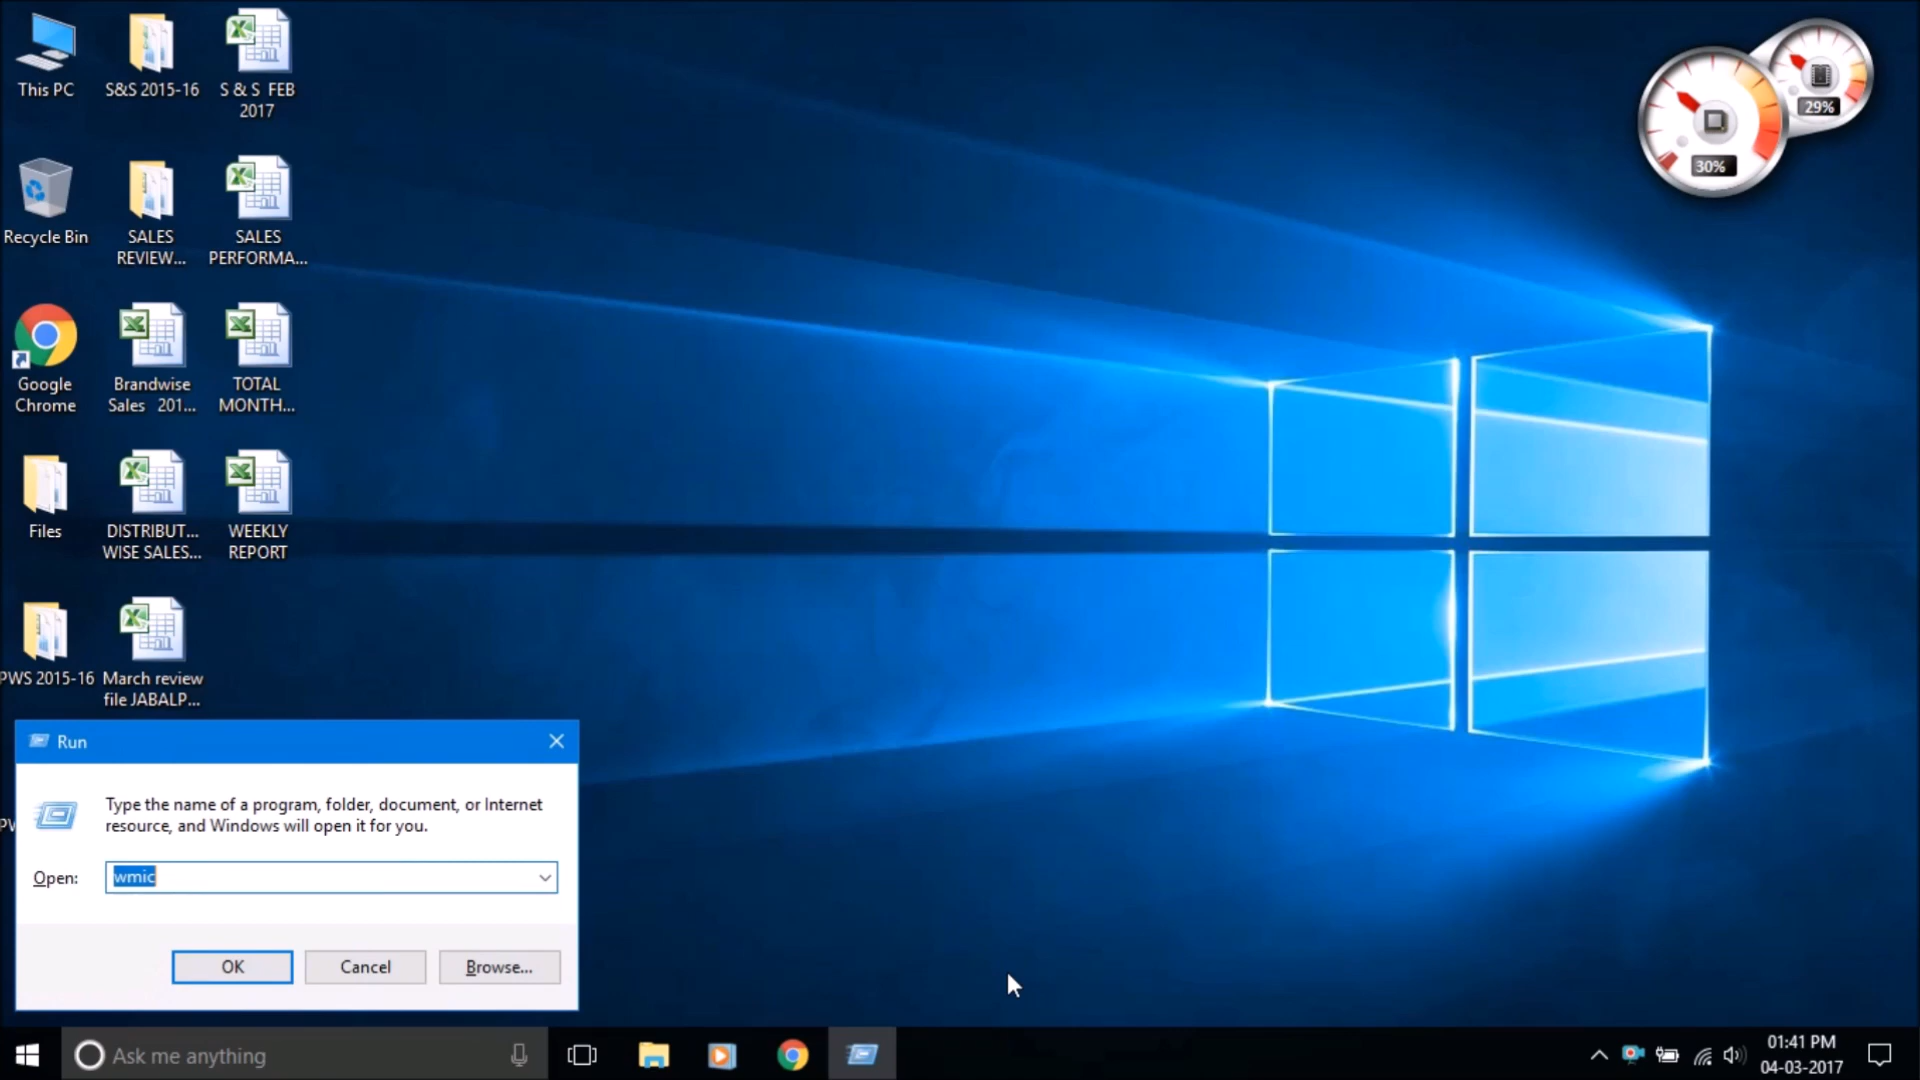 This PC
S&S 2015-16
S & S FEB
2017
Recycle Bin
SALES
REVIEW...
SALES
PERFORMA...
Google
Chrome
Brandwise
Sales 201...
TOTAL
MONTH...
Files
DISTRIBUT...
WISE SALES...
WEEKLY
REPORT
PWS 2015-16
March review
file JABALP...
29%
30%
Run
Type the name of a program, folder, document, or Internet
resource, and Windows will open it for you.
Open:
wmic
OK
Cancel
Browse...
Ask me anything
01:41 PM
04-03-2017